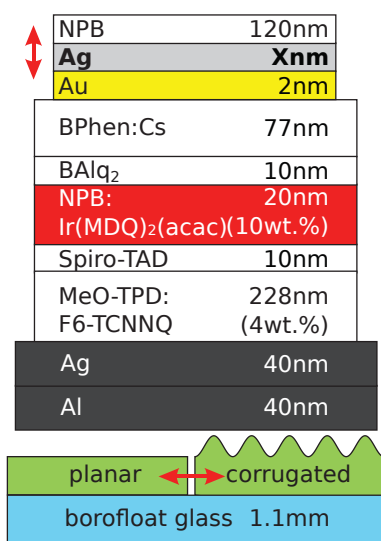 NPB 120nm
Ag Xnm
Au 2nm
BPhen:Cs 77nm
BAlq₂ 10nm
NPB: 20nm
Ir(MDQ)₂(acac)(10wt.%)
Spiro-TAD 10nm
MeO-TPD: 228nm
F6-TCNNQ (4wt.%)
Ag 40nm
Al 40nm
planar corrugated
borofloat glass 1.1mm